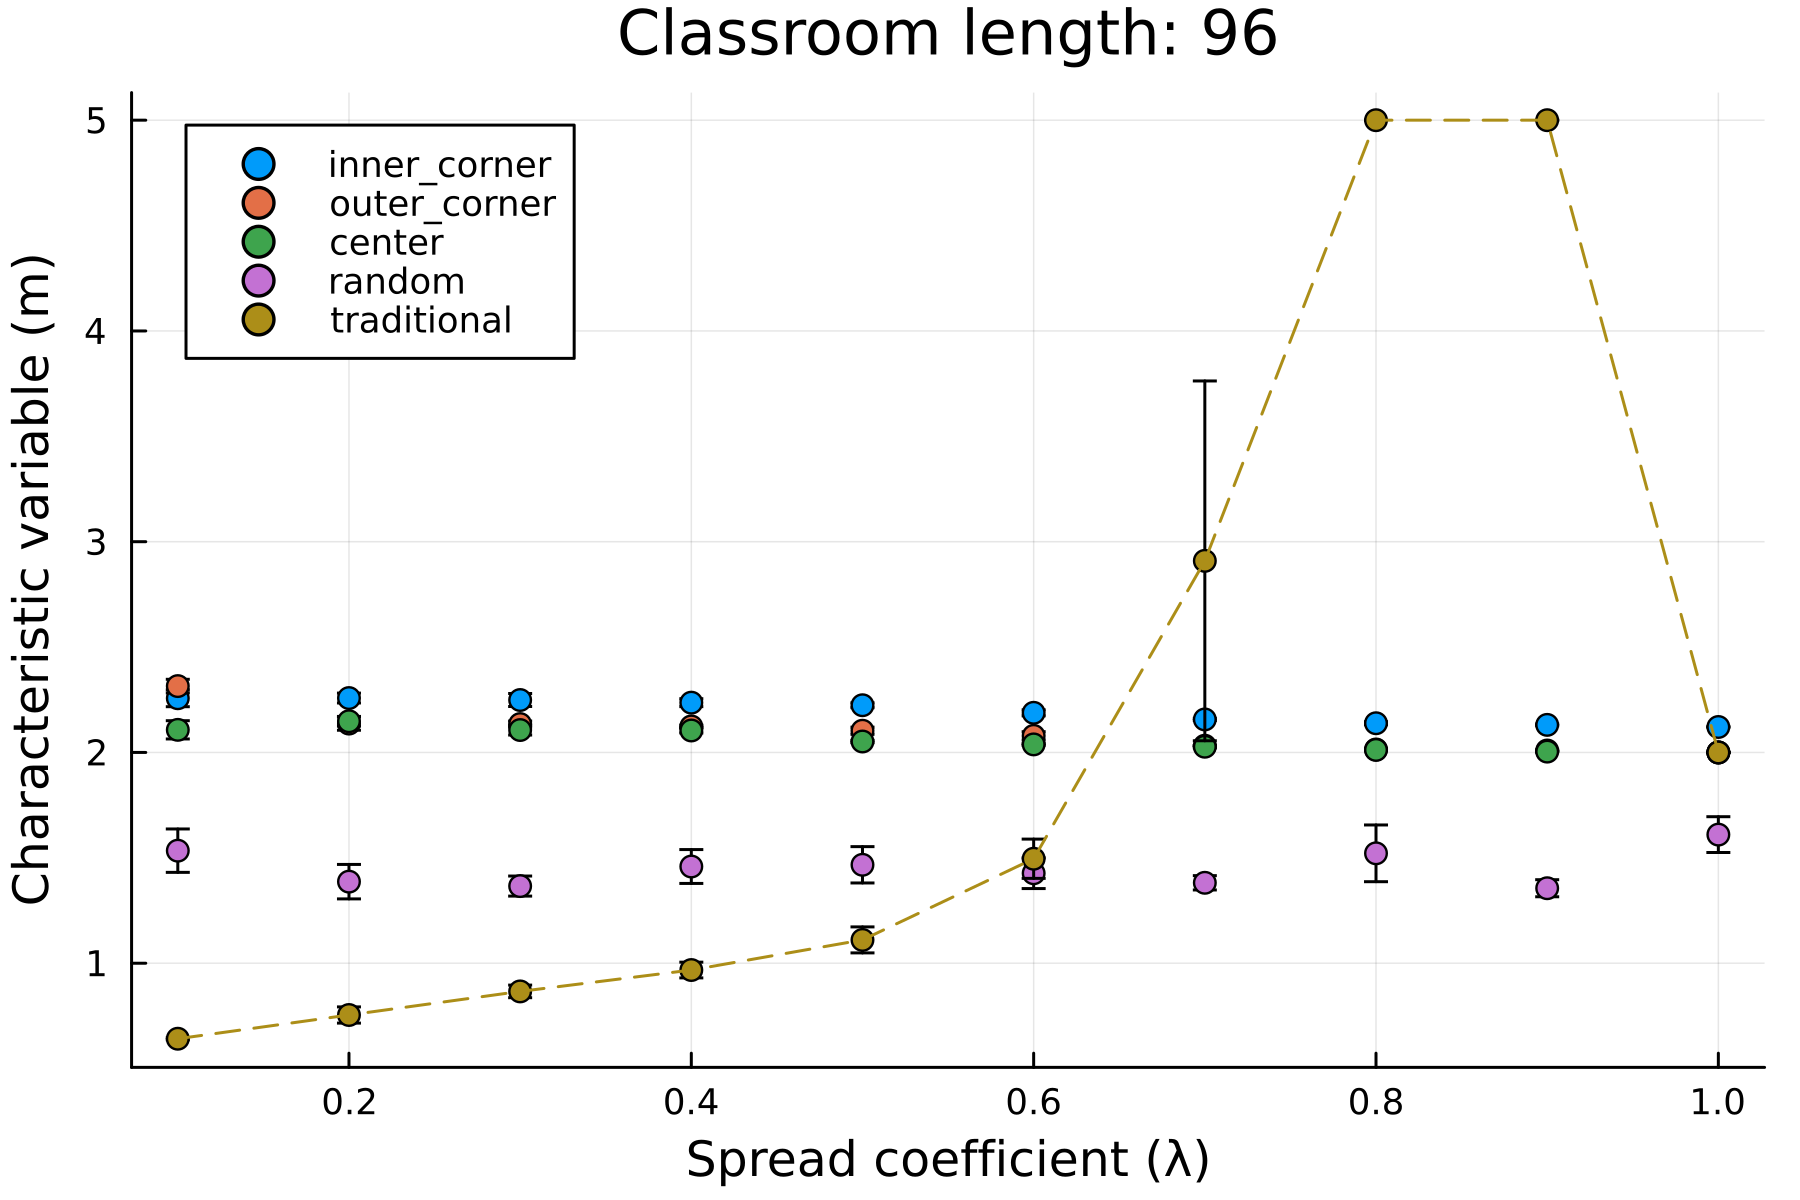 Classroom length: 96
Characteristic variable (m)
5
4
3
2
1
inner_corner
outer_corner
center
random
traditional
0.2
0.4
0.6
0.8
1.0
Spread coefficient (λ)